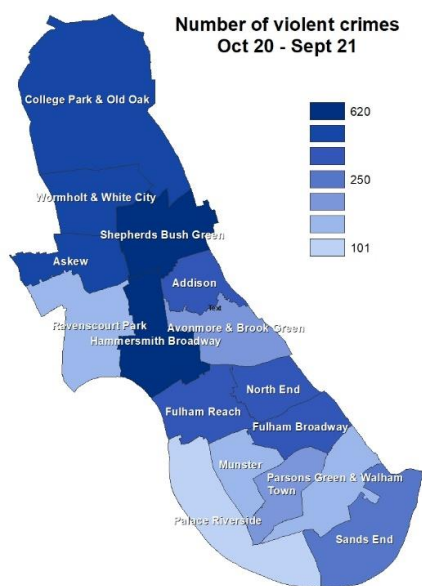 Number of violent crimes
Oct 20 - Sept 21
620
250
101
College Park & Old Oak
Wormholt & White City
Shepherds Bush Green
Askew
Addison
Ravenscourt Park
Avonmore & Brook Green
Hammersmith Broadway
North End
Fulham Reach
Fulham Broadway
Munster
Parsons Green & Walham
Town
Palace Riverside
Sands End